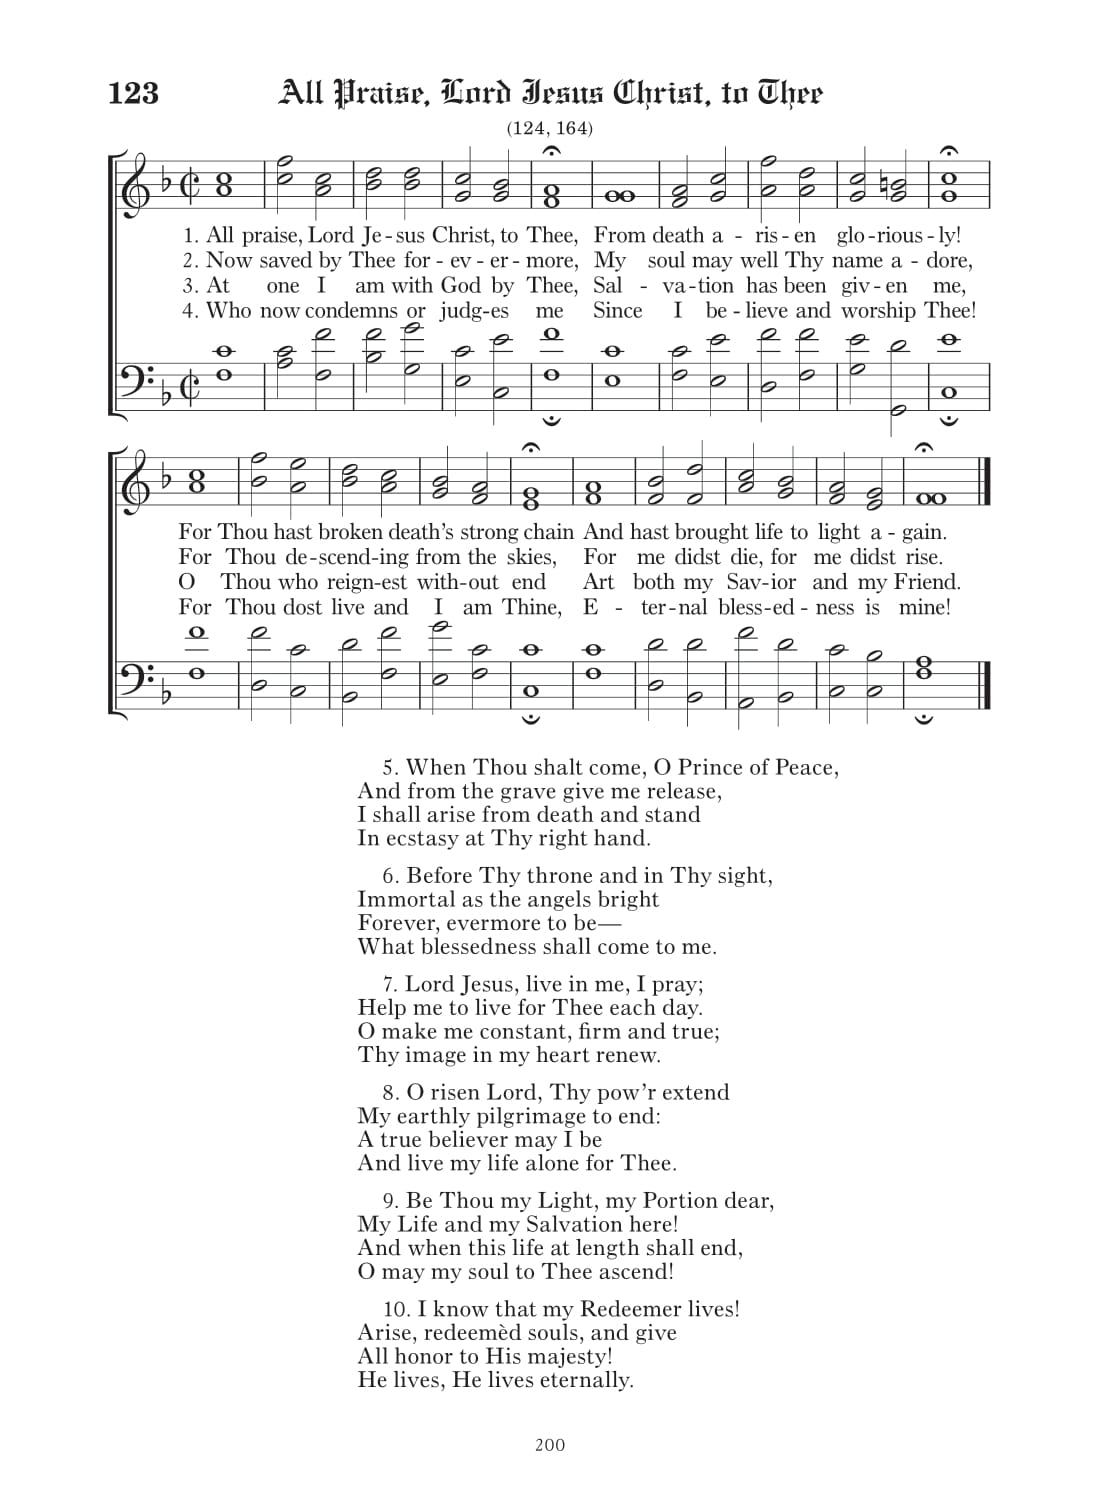 123 All Praise, Lord Jesus Christ, to Thee
(124, 164)
1. All praise, Lord Je - sus Christ, to Thee, From death a - ris - en glo - rious - ly!
2. Now saved by Thee for - ev - er - more, My soul may well Thy name a - dore,
3. At one I am with God by Thee, Sal - va - tion has been giv - en me,
4. Who now condemns or judg-es me Since I be - lieve and worship Thee!
For Thou hast broken death's strong chain And hast brought life to light a - gain.
For Thou de-scend-ing from the skies, For me didst die, for me didst rise.
O Thou who reign-est with-out end Art both my Sav-ior and my Friend.
For Thou dost live and I am Thine, E - ter-nal bless-ed - ness is mine!
5. When Thou shalt come, O Prince of Peace,
And from the grave give me release,
I shall arise from death and stand
In ecstasy at Thy right hand.
6. Before Thy throne and in Thy sight,
Immortal as the angels bright
Forever, evermore to be—
What blessedness shall come to me.
7. Lord Jesus, live in me, I pray;
Help me to live for Thee each day.
O make me constant, firm and true;
Thy image in my heart renew.
8. O risen Lord, Thy pow'r extend
My earthly pilgrimage to end:
A true believer may I be
And live my life alone for Thee.
9. Be Thou my Light, my Portion dear,
My Life and my Salvation here!
And when this life at length shall end,
O may my soul to Thee ascend!
10. I know that my Redeemer lives!
Arise, redeemèd souls, and give
All honor to His majesty!
He lives, He lives eternally.
200